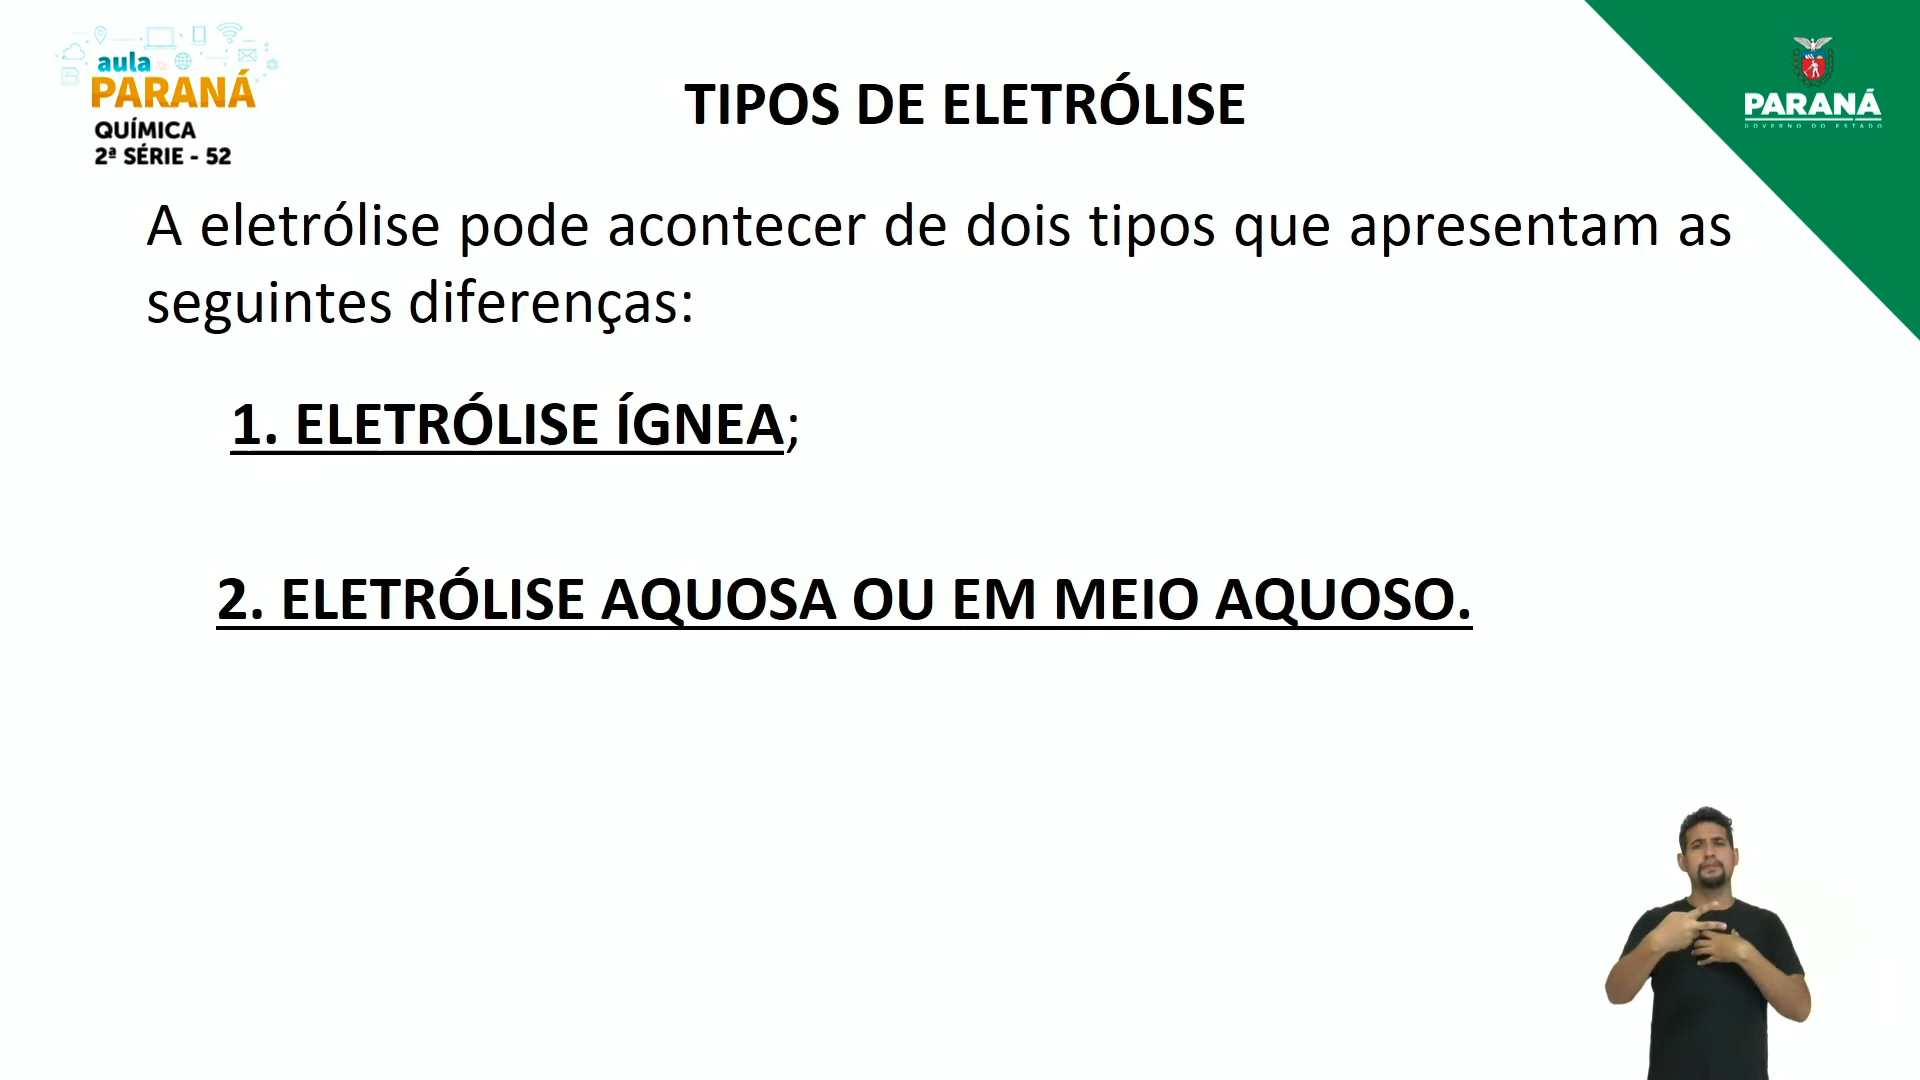 aula
PARANÁ
QUÍMICA
2ª SÉRIE - 52
TIPOS DE ELETRÓLISE
PARANÁ
GOVERNO DO ESTADO
A eletrólise pode acontecer de dois tipos que apresentam as
seguintes diferenças:
1. ELETRÓLISE ÍGNEA;
2. ELETRÓLISE AQUOSA OU EM MEIO AQUOSO.